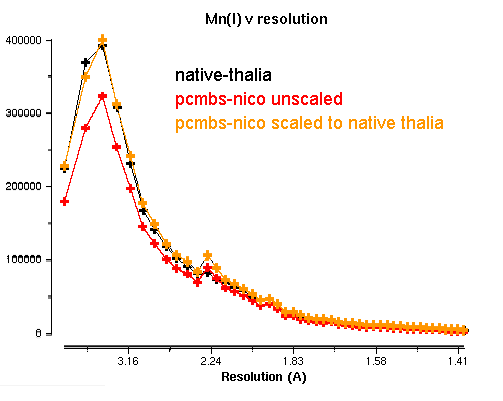 Mn(I) v resolution
400000
native-thalia
pcmbs-nico unscaled
pcmbs-nico scaled to native thalia
300000
200000
100000
0
3.16 2.24 1.83 1.58 1.41
Resolution (A)